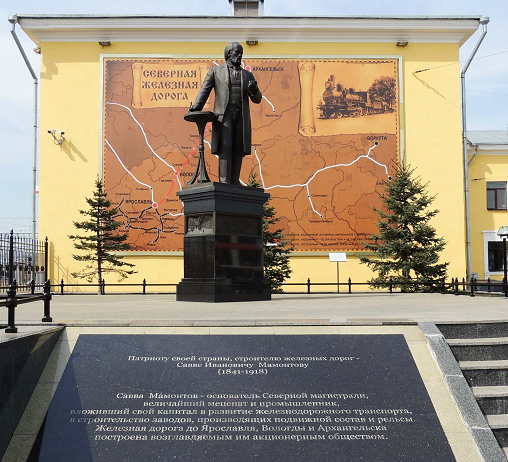 СЕВЕРНАЯ
ЖЕЛЕЗНАЯ
ДОРОГА
АРХАНГЕЛЬСК
ВОРКУТА
ВОЛО
ЯРОСЛАВЛЬ
Патриоту своей страны, строителю железных дорог -
Савве Ивановичу Мамонтову
(1841-1918)
Савва Мамонтов - основатель Северной магистрали,
величайший меценат и промышленник,
вложивший свой капитал в развитие железнодорожного транспорта,
в строительство заводов, производящих подвижной состав и рельсы.
Железная дорога до Ярославля, Вологды и Архангельска
построена возглавляемым им акционерным обществом.